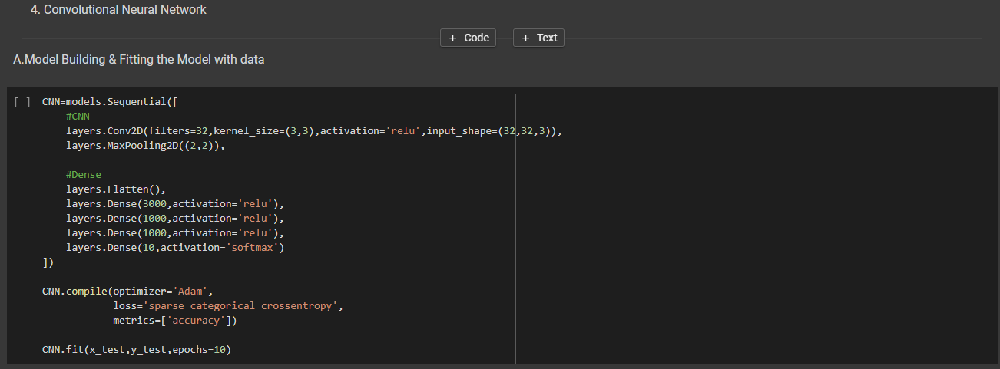 4. Convolutional Neural Network
+ Code + Text
A.Model Building & Fitting the Model with data
[ ] CNN=models.Sequential([
#CNN
layers.Conv2D(filters=32,kernel_size=(3,3),activation='relu',input_shape=(32,32,3)),
layers.MaxPooling2D((2,2)),
#Dense
layers.Flatten(),
layers.Dense(3000,activation='relu'),
layers.Dense(1000,activation='relu'),
layers.Dense(1000,activation='relu'),
layers.Dense(10,activation='softmax')
])
CNN.compile(optimizer='Adam',
loss='sparse_categorical_crossentropy',
metrics=['accuracy'])
CNN.fit(x_test,y_test,epochs=10)